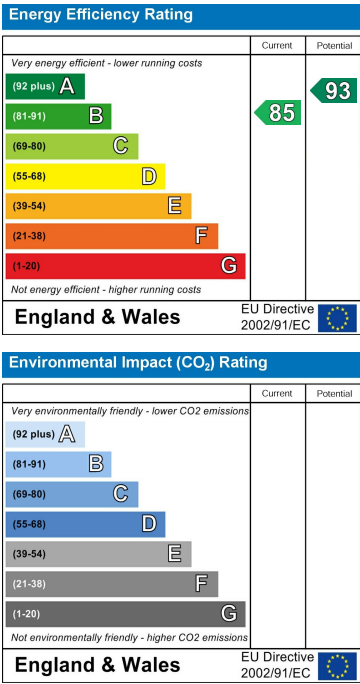 Energy Efficiency Rating
Current Potential
Very energy efficient - lower running costs
(92 plus) A
(81-91) B
(69-80) C
(55-68) D
(39-54) E
(21-38) F
(1-20) G
85
93
Not energy efficient - higher running costs
England & Wales
EU Directive
2002/91/EC
Environmental Impact (CO₂) Rating
Current Potential
Very environmentally friendly - lower CO2 emissions
(92 plus) A
(81-91) B
(69-80) C
(55-68) D
(39-54) E
(21-38) F
(1-20) G
Not environmentally friendly - higher CO2 emissions
England & Wales
EU Directive
2002/91/EC